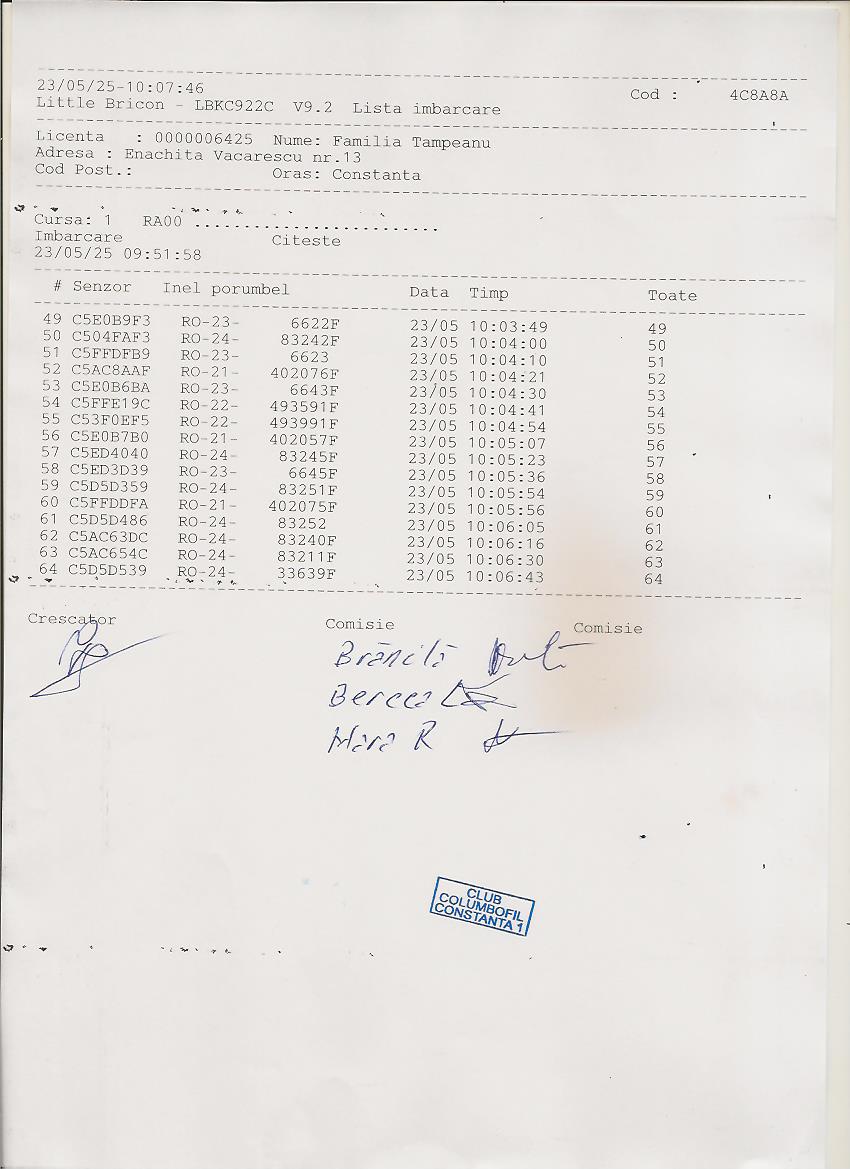 23/05/25-10:07:46 Cod : 4C8A8A
Little Bricon - LBKC922C V9.2 Lista imbarcare
Licenta : 0000006425 Nume: Familia Tampeanu
Adresa : Enachita Vacarescu nr.13
Cod Post.: Oras: Constanta
Cursa: 1 RA00 .........................
Imbarcare Citeste
23/05/25 09:51:58
# Senzor Inel porumbel Data Timp Toate
49 C5E0B9F3 RO-23- 6622F 23/05 10:03:49 49
50 C504FAF3 RO-24- 83242F 23/05 10:04:00 50
51 C5FFDFB9 RO-23- 6623 23/05 10:04:10 51
52 C5AC8AAF RO-21- 402076F 23/05 10:04:21 52
53 C5E0B6BA RO-23- 6643F 23/05 10:04:30 53
54 C5FFE19C RO-22- 493591F 23/05 10:04:41 54
55 C53F0EF5 RO-22- 493991F 23/05 10:04:54 55
56 C5E0B7B0 RO-21- 402057F 23/05 10:05:07 56
57 C5ED4040 RO-24- 83245F 23/05 10:05:23 57
58 C5ED3D39 RO-23- 6645F 23/05 10:05:36 58
59 C5D5D359 RO-24- 83251F 23/05 10:05:54 59
60 C5FFDDFA RO-21- 402075F 23/05 10:05:56 60
61 C5D5D486 RO-24- 83252 23/05 10:06:05 61
62 C5AC63DC RO-24- 83240F 23/05 10:06:16 62
63 C5AC654C RO-24- 83211F 23/05 10:06:30 63
64 C5D5D539 RO-24- 33639F 23/05 10:06:43 64
Crescator Comisie Comisie
Brănilă
Bercea
Mara R
CLUB
COLUMBOFIL
CONSTANTA 1